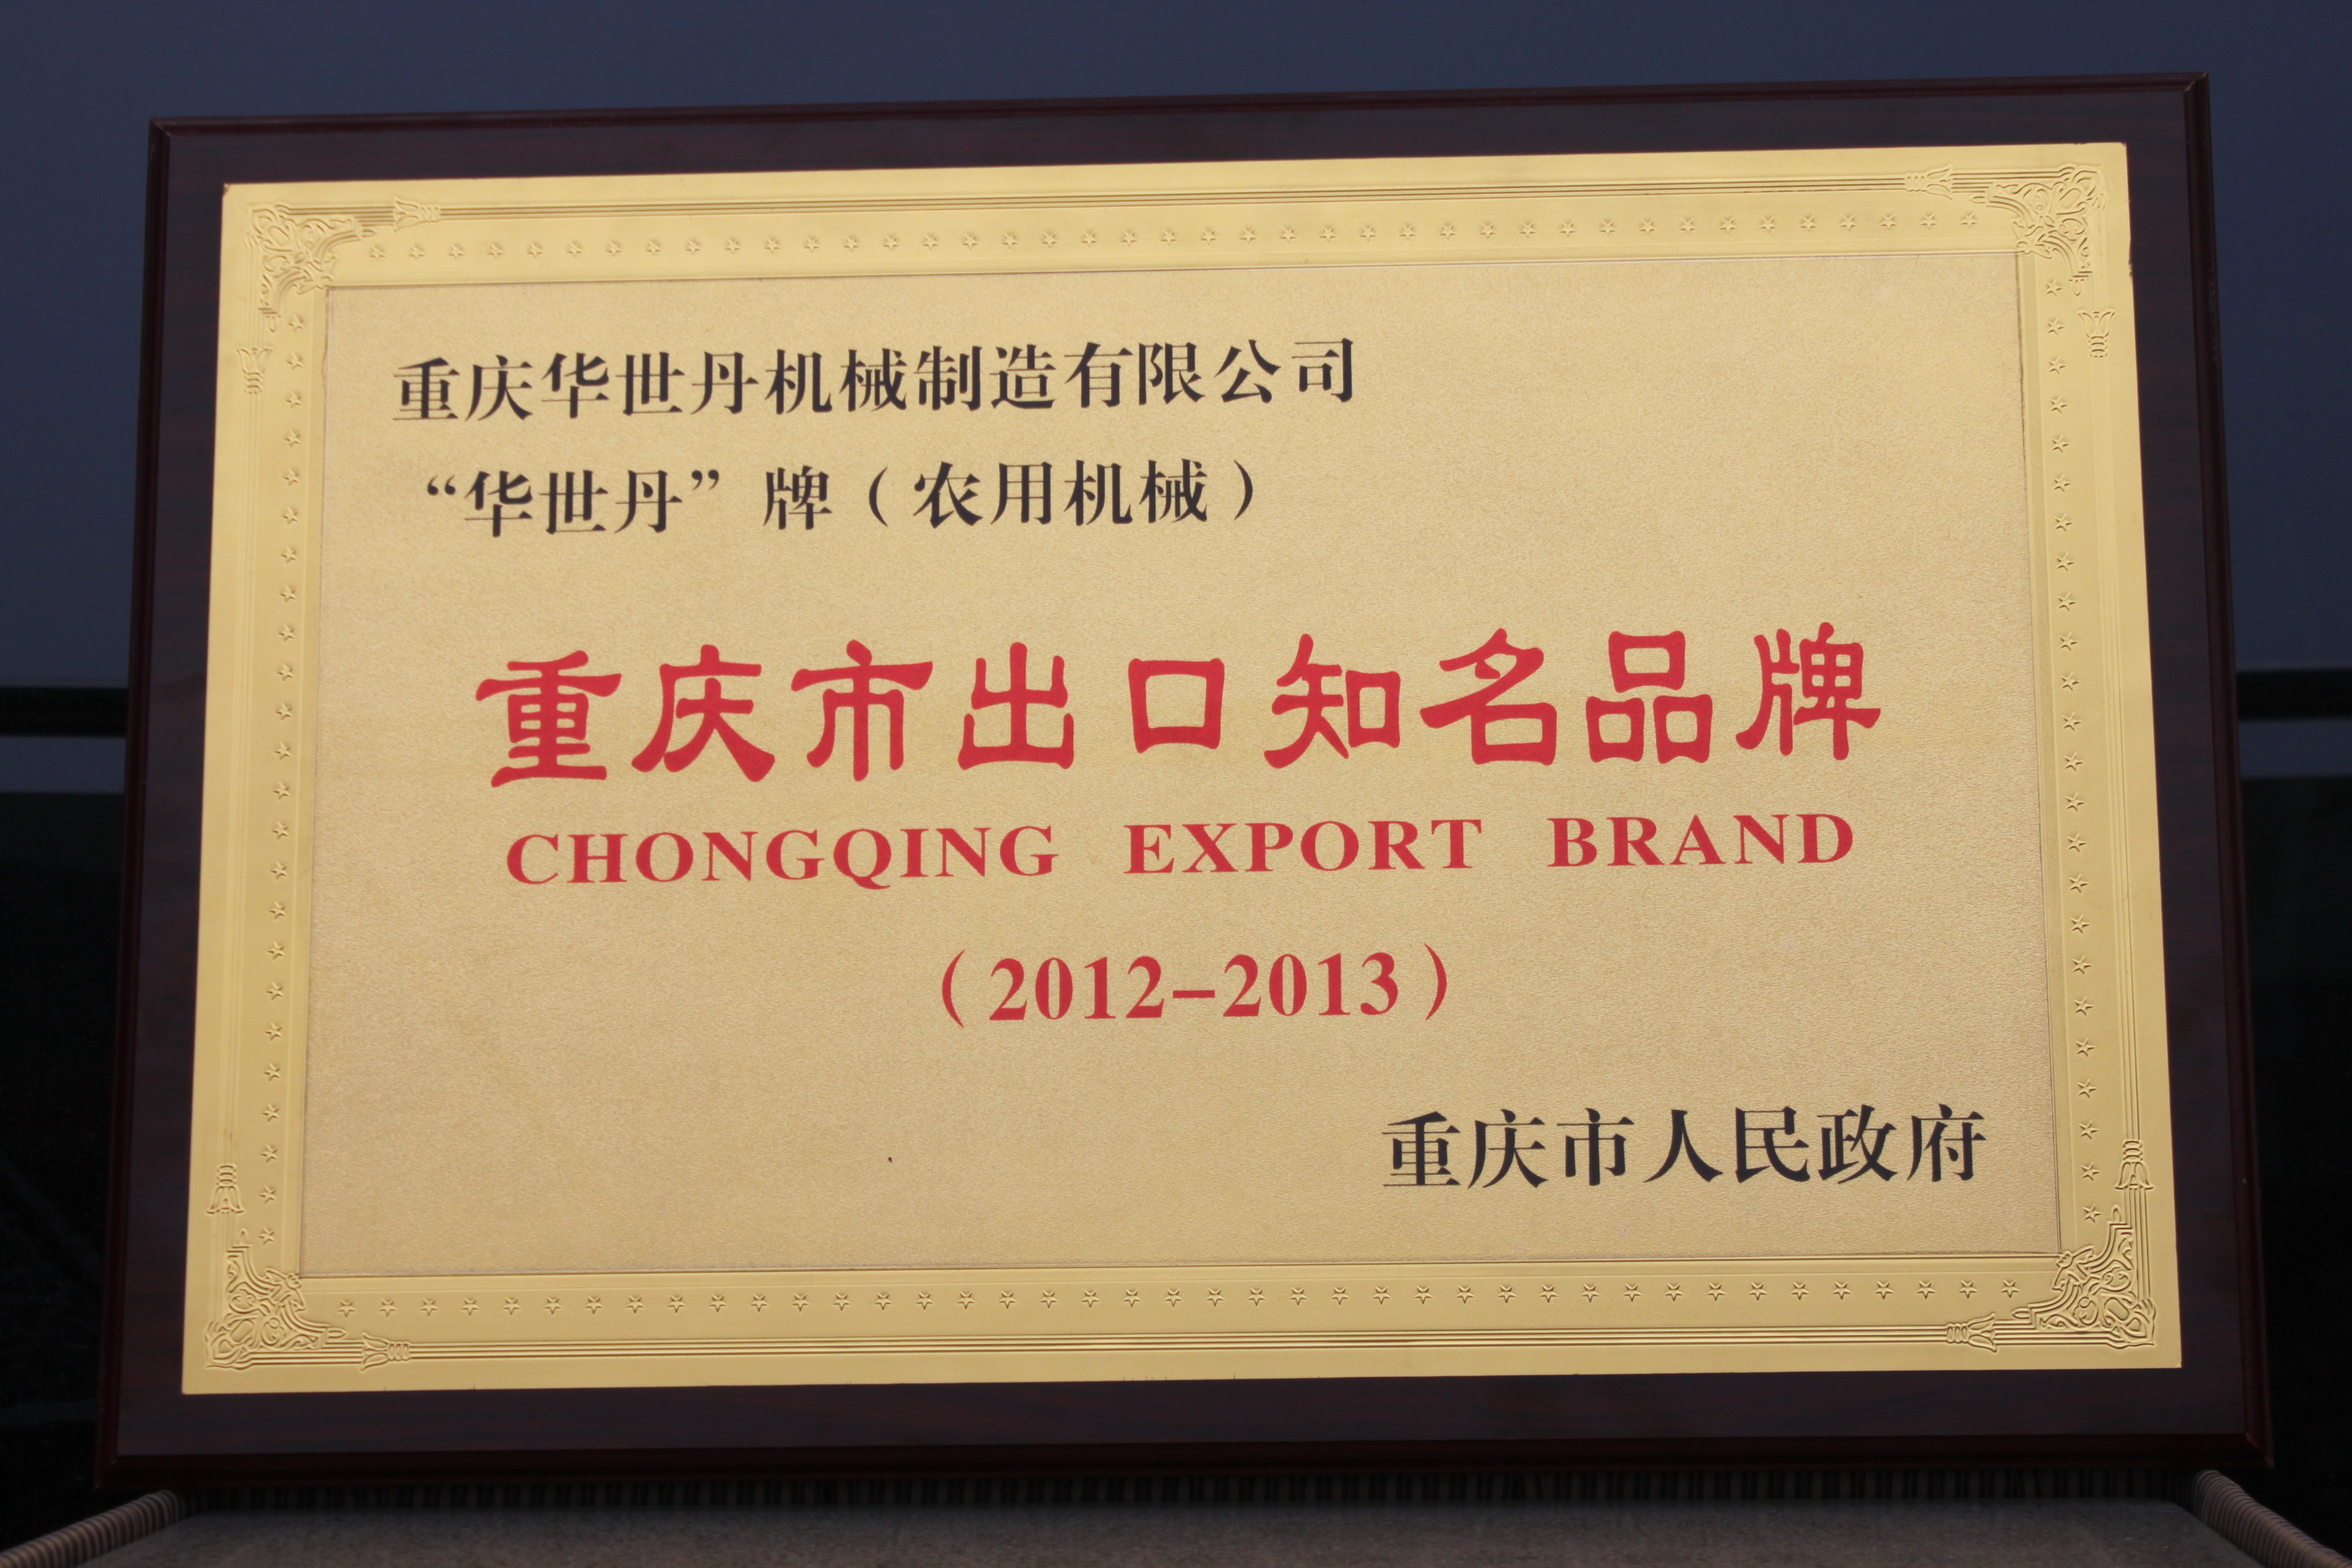 重庆华世丹机械制造有限公司
“华世丹”牌（农用机械）
重庆市出口知名品牌
CHONGQING EXPORT BRAND
（2012-2013）
重庆市人民政府